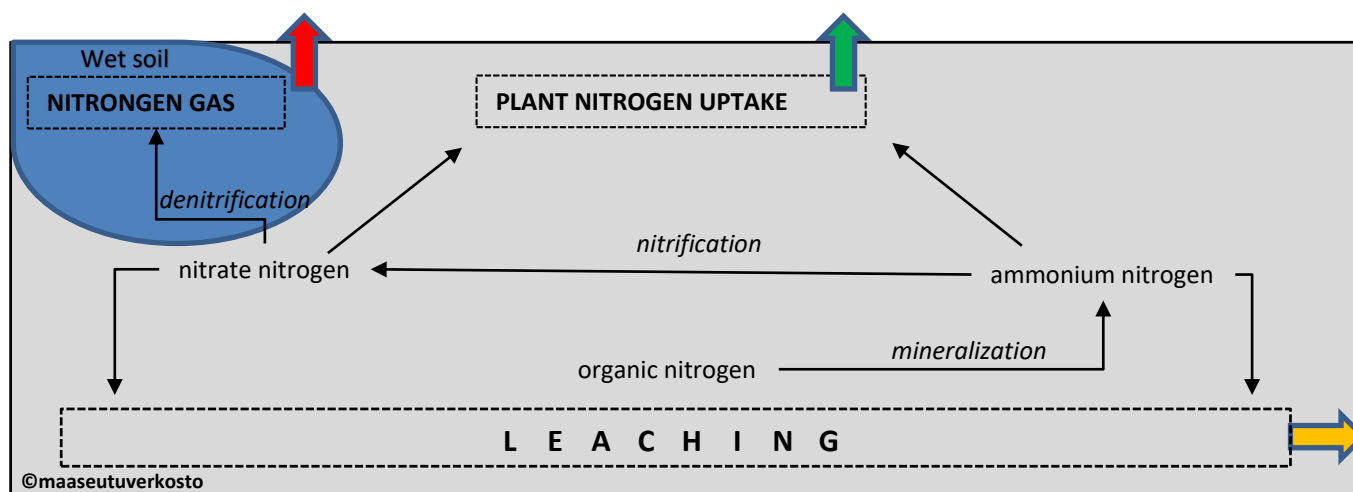 Wet soil
NITRONGEN GAS
PLANT NITROGEN UPTAKE
denitrification
nitrification
nitrate nitrogen
ammonium nitrogen
mineralization
organic nitrogen
L E A C H I N G
©maaseutuverkosto